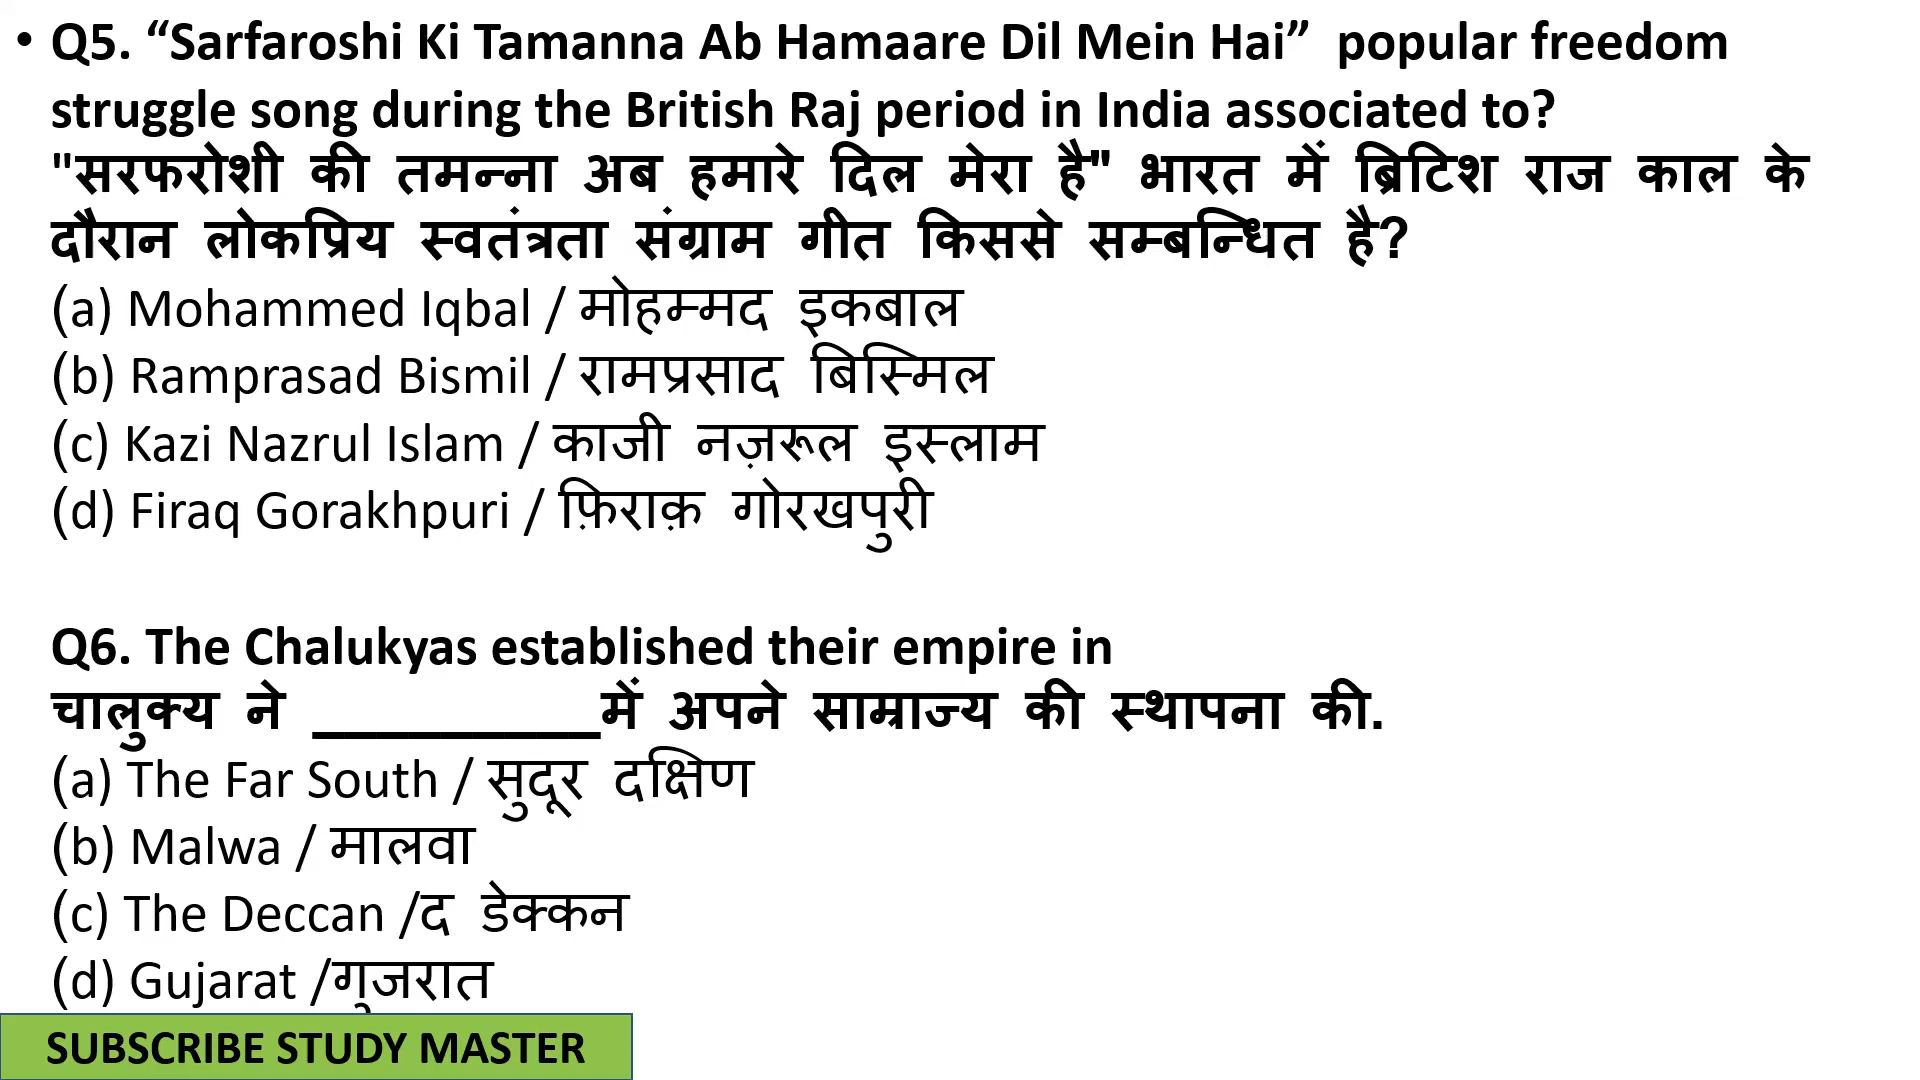 • Q5. “Sarfaroshi Ki Tamanna Ab Hamaare Dil Mein Hai” popular freedom
struggle song during the British Raj period in India associated to?
"सरफरोशी की तमन्ना अब हमारे दिल मेरा है" भारत में ब्रिटिश राज काल के
दौरान लोकप्रिय स्वतंत्रता संग्राम गीत किससे सम्बन्धित है?
(a) Mohammed Iqbal / मोहम्मद इकबाल
(b) Ramprasad Bismil / रामप्रसाद बिस्मिल
(c) Kazi Nazrul Islam / काजी नज़रूल इस्लाम
(d) Firaq Gorakhpuri / फ़िराक़ गोरखपुरी
Q6. The Chalukyas established their empire in
चालुक्य ने _________में अपने साम्राज्य की स्थापना की.
(a) The Far South / सुदूर दक्षिण
(b) Malwa / मालवा
(c) The Deccan /द डेक्कन
(d) Gujarat /गुजरात
SUBSCRIBE STUDY MASTER